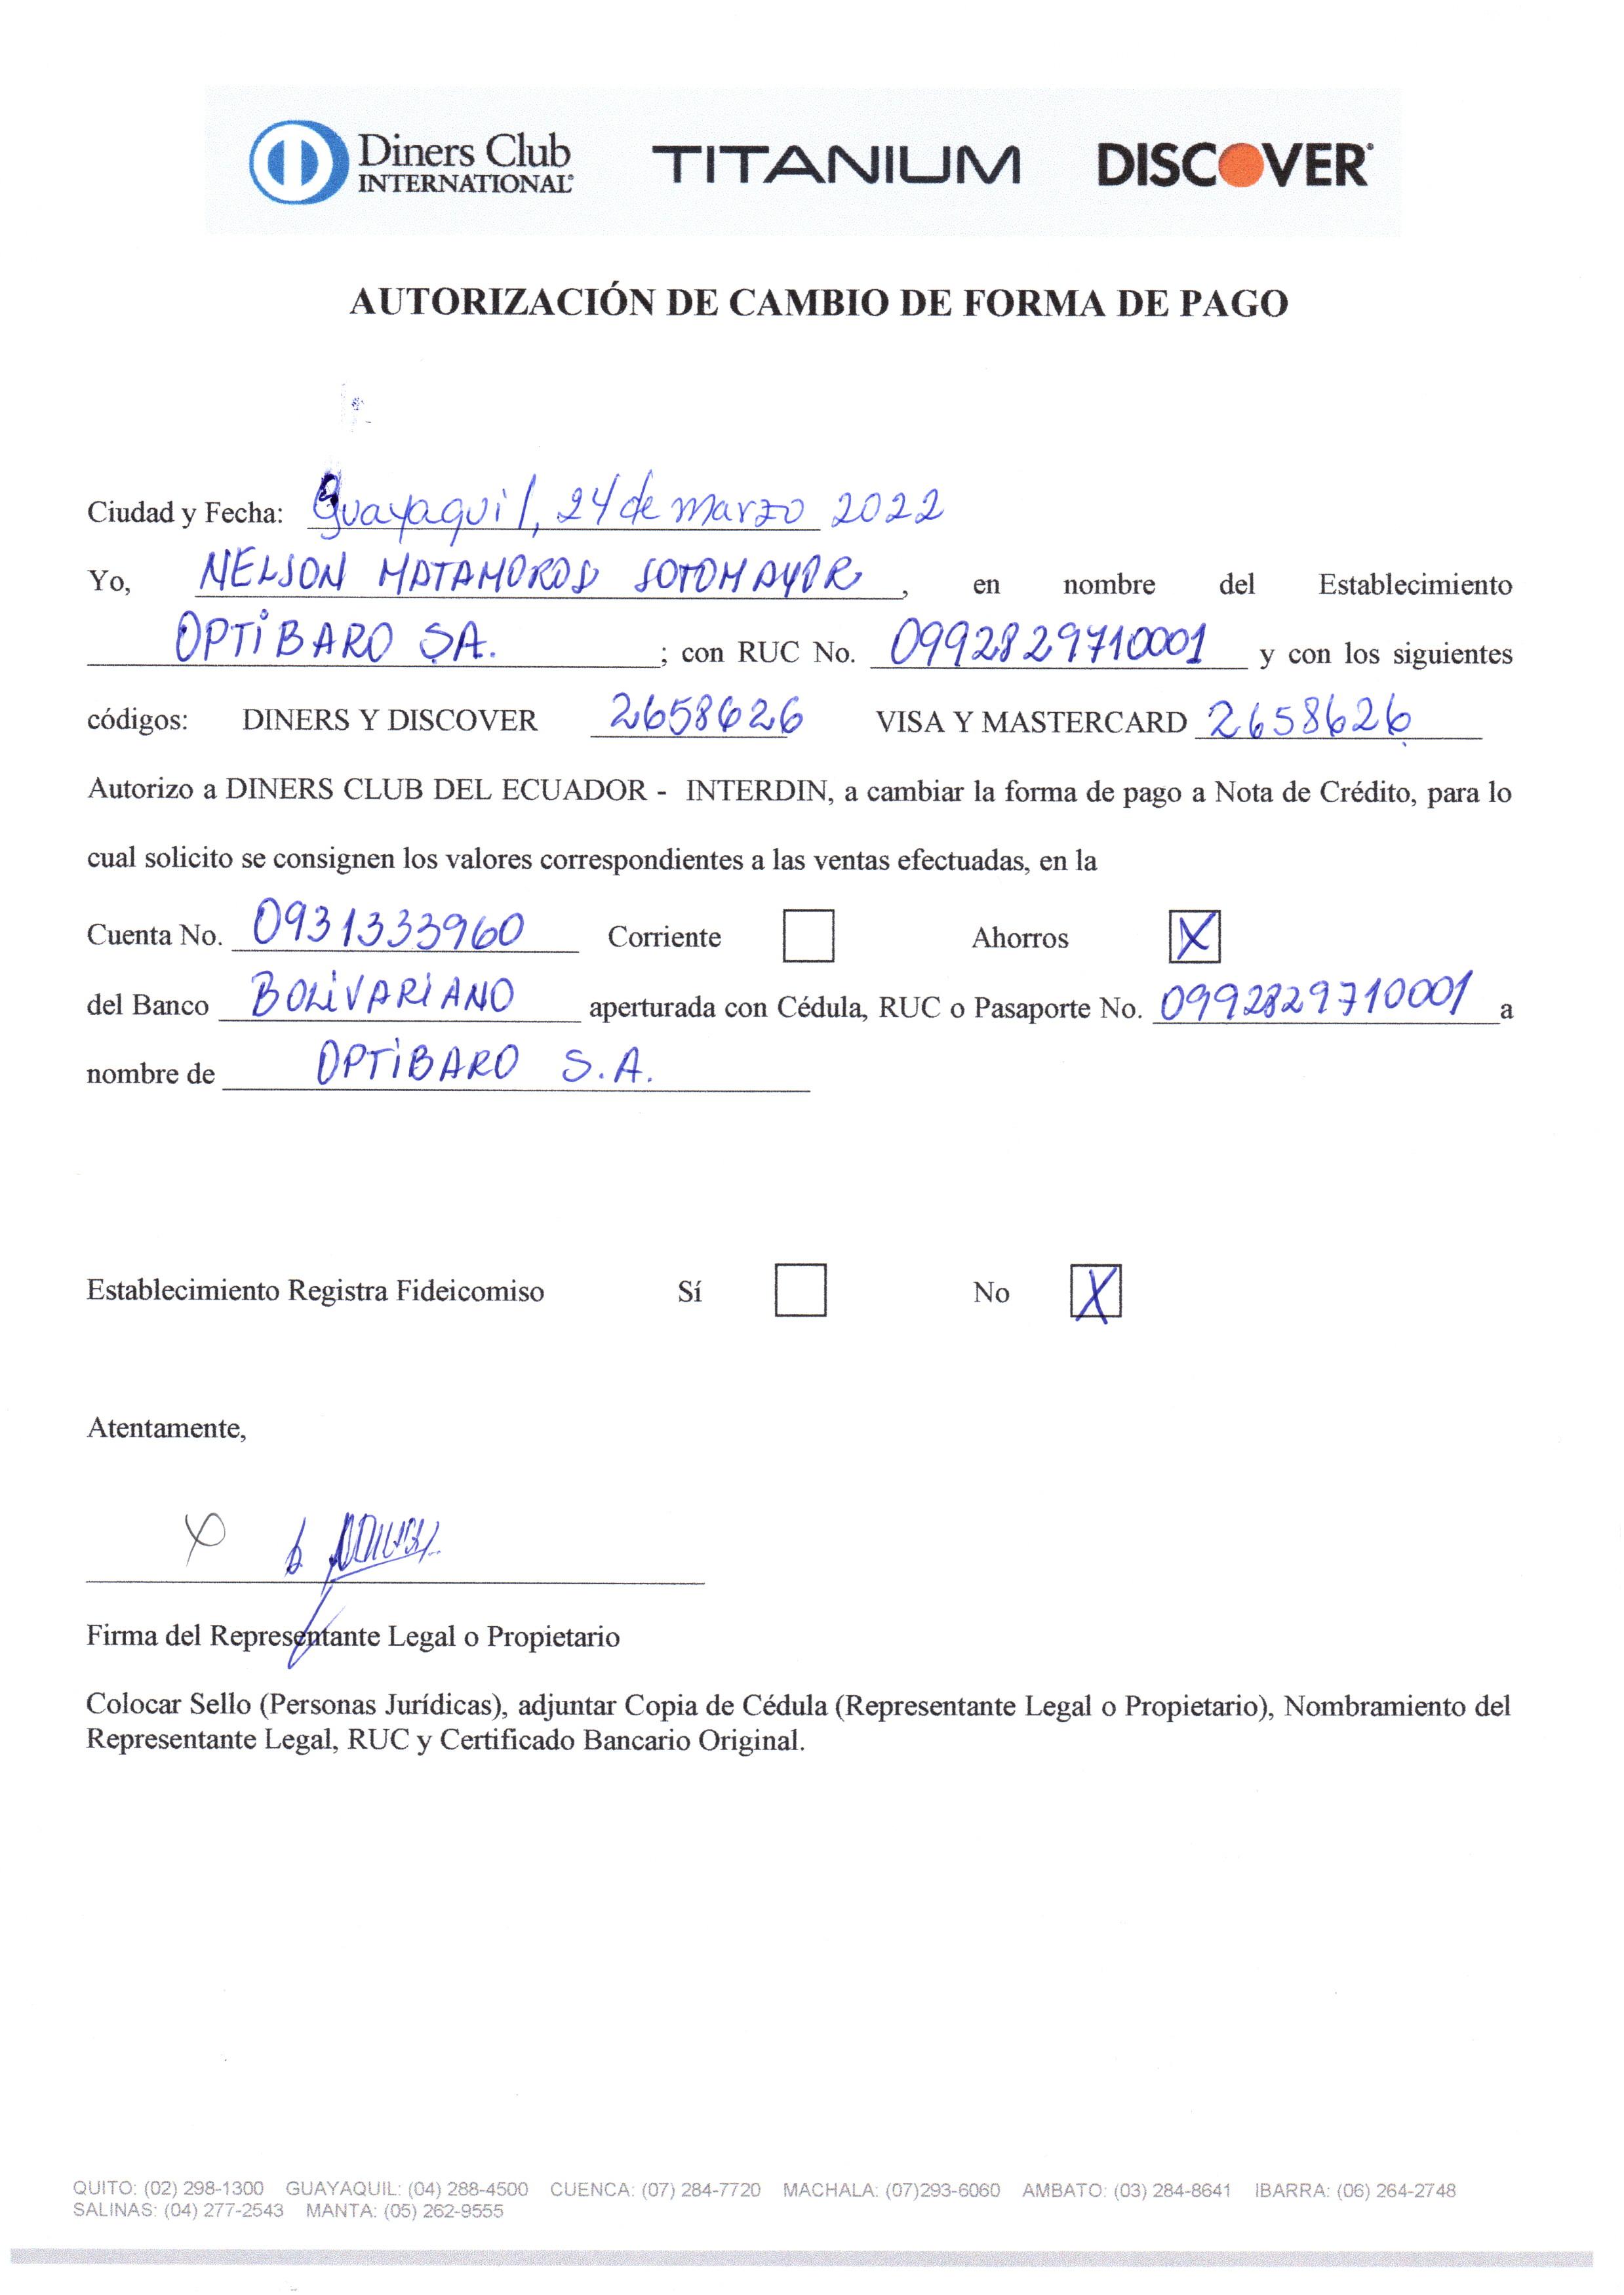 Diners Club INTERNATIONAL® TITANIUM DISCOVER®
AUTORIZACIÓN DE CAMBIO DE FORMA DE PAGO
Ciudad y Fecha: Guayaquil, 24 de marzo 2022
Yo, NELSON MATAMOROS SOTOMAYOR, en nombre del Establecimiento
OPTIBARO SA. ; con RUC No. 0992829710001 y con los siguientes
códigos: DINERS Y DISCOVER 2658626 VISA Y MASTERCARD 2658626
Autorizo a DINERS CLUB DEL ECUADOR - INTERDIN, a cambiar la forma de pago a Nota de Crédito, para lo
cual solicito se consignen los valores correspondientes a las ventas efectuadas, en la
Cuenta No. 0931333960 Corriente Ahorros X
del Banco BOLIVARIANO aperturada con Cédula, RUC o Pasaporte No. 0992829710001 a
nombre de OPTIBARO S.A.
Establecimiento Registra Fideicomiso Sí No X
Atentamente,
Firma del Representante Legal o Propietario
Colocar Sello (Personas Jurídicas), adjuntar Copia de Cédula (Representante Legal o Propietario), Nombramiento del
Representante Legal, RUC y Certificado Bancario Original.
QUITO: (02) 298-1300 GUAYAQUIL: (04) 288-4500 CUENCA: (07) 284-7720 MACHALA: (07)293-6060 AMBATO: (03) 284-8641 IBARRA: (06) 264-2748
SALINAS: (04) 277-2543 MANTA: (05) 262-9555